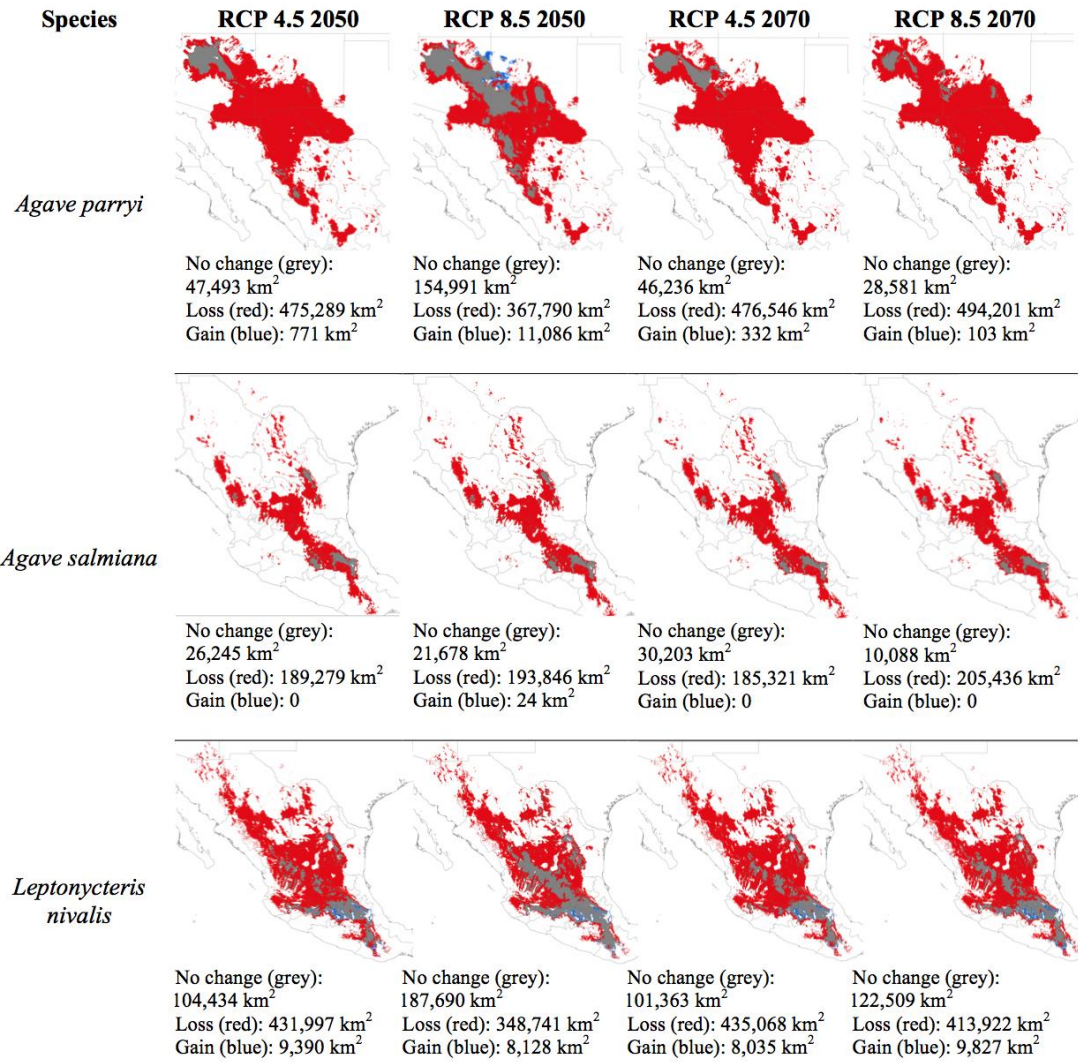 Species RCP 4.5 2050 RCP 8.5 2050 RCP 4.5 2070 RCP 8.5 2070
Agave parryi
No change (grey):
47,493 km²
Loss (red): 475,289 km²
Gain (blue): 771 km²
No change (grey):
154,991 km²
Loss (red): 367,790 km²
Gain (blue): 11,086 km²
No change (grey):
46,236 km²
Loss (red): 476,546 km²
Gain (blue): 332 km²
No change (grey):
28,581 km²
Loss (red): 494,201 km²
Gain (blue): 103 km²
Agave salmiana
No change (grey):
26,245 km²
Loss (red): 189,279 km²
Gain (blue): 0
No change (grey):
21,678 km²
Loss (red): 193,846 km²
Gain (blue): 24 km²
No change (grey):
30,203 km²
Loss (red): 185,321 km²
Gain (blue): 0
No change (grey):
10,088 km²
Loss (red): 205,436 km²
Gain (blue): 0
Leptonycteris
nivalis
No change (grey):
104,434 km²
Loss (red): 431,997 km²
Gain (blue): 9,390 km²
No change (grey):
187,690 km²
Loss (red): 348,741 km²
Gain (blue): 8,128 km²
No change (grey):
101,363 km²
Loss (red): 435,068 km²
Gain (blue): 8,035 km²
No change (grey):
122,509 km²
Loss (red): 413,922 km²
Gain (blue): 9,827 km²